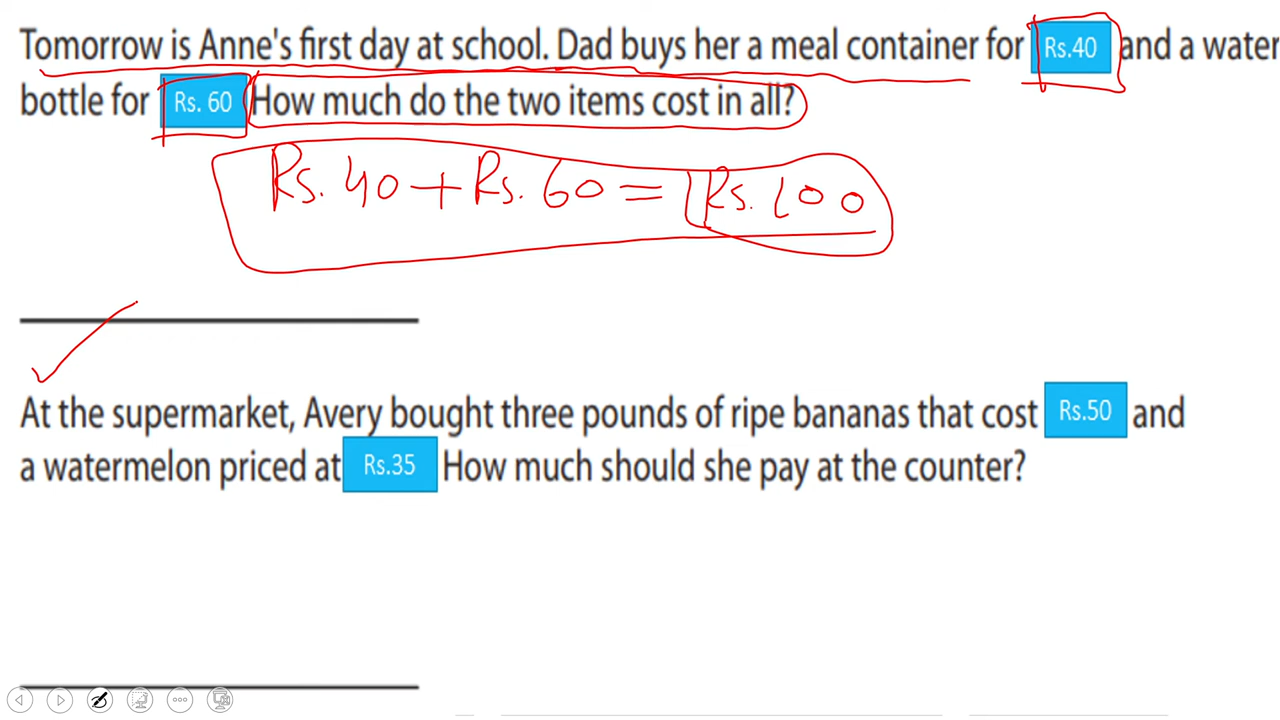 Tomorrow is Anne's first day at school. Dad buys her a meal container for Rs.40 and a water
bottle for Rs. 60 How much do the two items cost in all?
Rs. 40 + Rs. 60 = Rs. 100
At the supermarket, Avery bought three pounds of ripe bananas that cost Rs.50 and
a watermelon priced at Rs.35 How much should she pay at the counter?